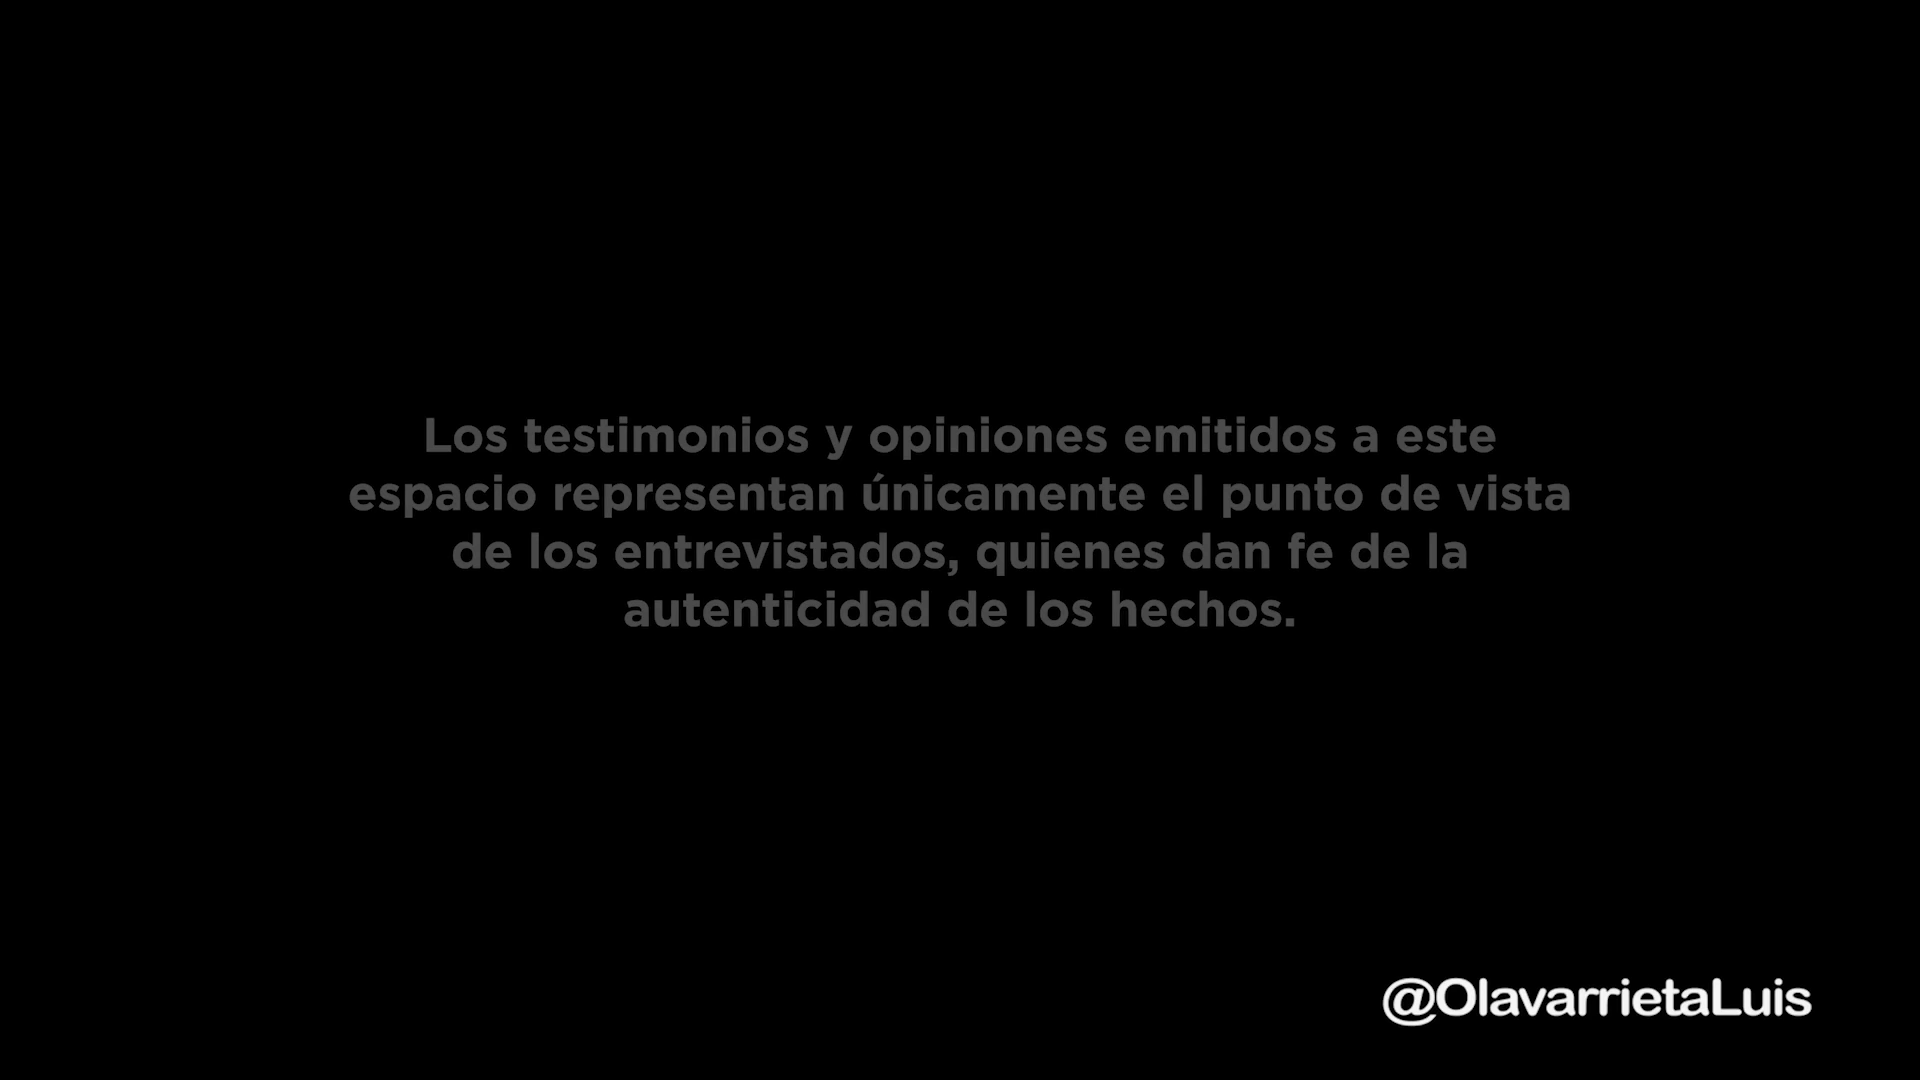 Los testimonios y opiniones emitidos a este
espacio representan únicamente el punto de vista
de los entrevistados, quienes dan fe de la
autenticidad de los hechos.
@OlavarrietaLuis